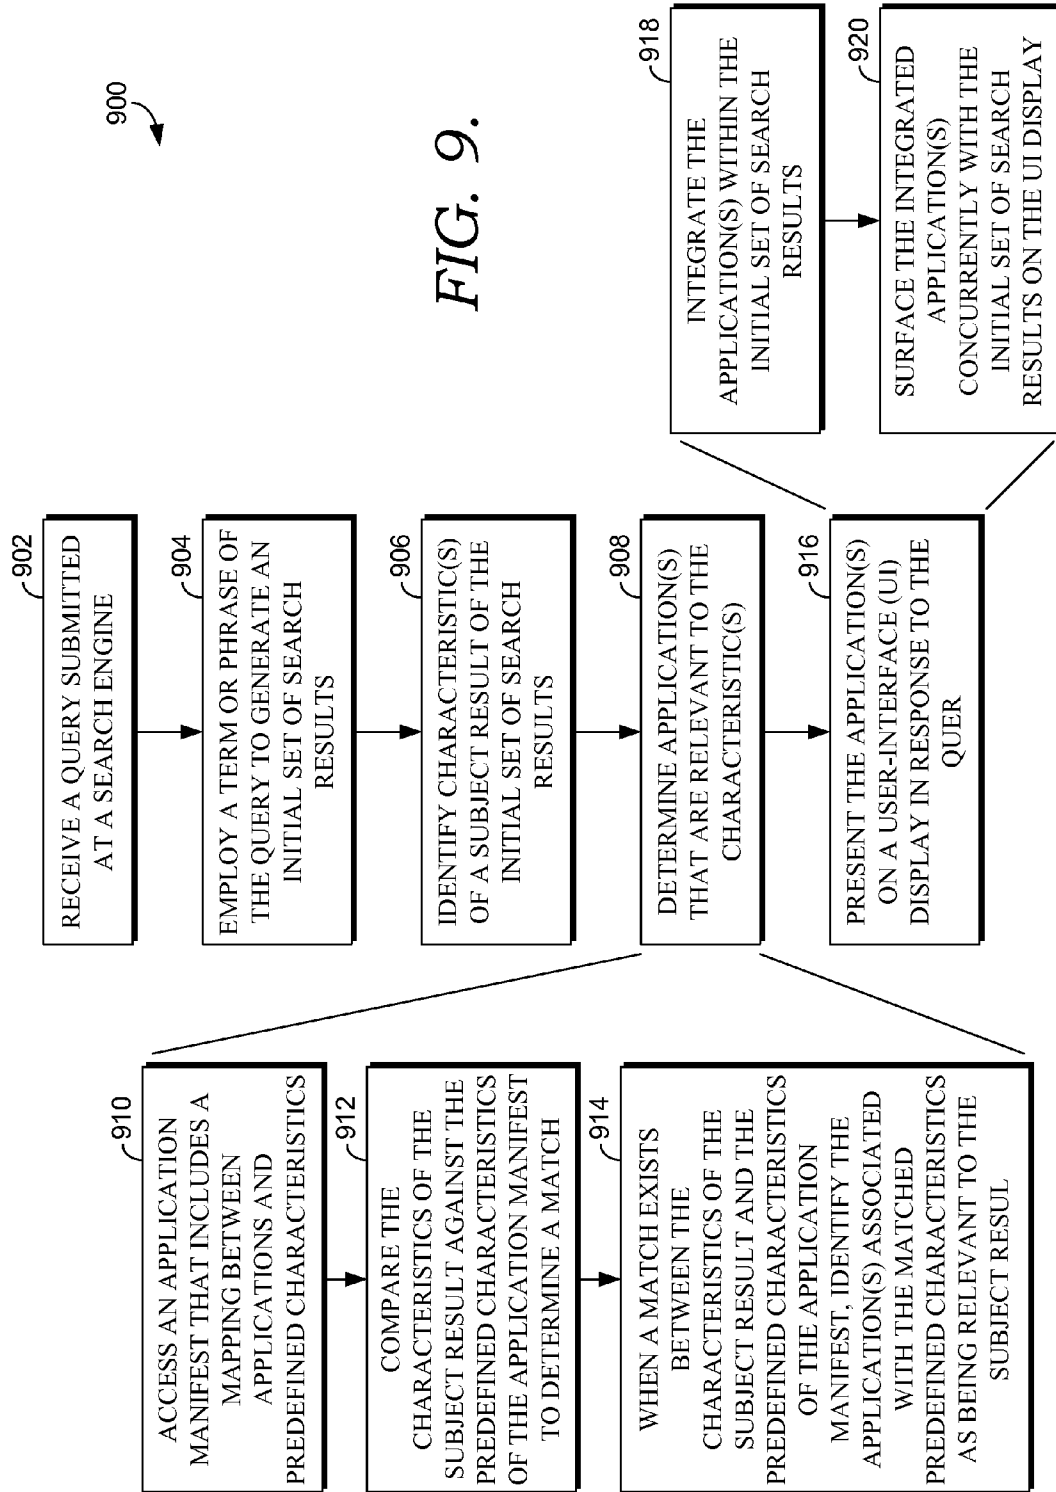 900
FIG. 9.
902
RECEIVE A QUERY SUBMITTED
AT A SEARCH ENGINE
904
EMPLOY A TERM OR PHRASE OF
THE QUERY TO GENERATE AN
INITIAL SET OF SEARCH
RESULTS
906
IDENTIFY CHARACTERISTIC(S)
OF A SUBJECT RESULT OF THE
INITIAL SET OF SEARCH
RESULTS
908
DETERMINE APPLICATION(S)
THAT ARE RELEVANT TO THE
CHARACTERISTIC(S)
910
ACCESS AN APPLICATION
MANIFEST THAT INCLUDES A
MAPPING BETWEEN
APPLICATIONS AND
PREDEFINED CHARACTERISTICS
912
COMPARE THE
CHARACTERISTICS OF THE
SUBJECT RESULT AGAINST THE
PREDEFINED CHARACTERISTICS
OF THE APPLICATION MANIFEST
TO DETERMINE A MATCH
914
WHEN A MATCH EXISTS
BETWEEN THE
CHARACTERISTICS OF THE
SUBJECT RESULT AND THE
PREDEFINED CHARACTERISTICS
OF THE APPLICATION
MANIFEST, IDENTIFY THE
APPLICATION(S) ASSOCIATED
WITH THE MATCHED
PREDEFINED CHARACTERISTICS
AS BEING RELEVANT TO THE
SUBJECT RESUL
916
PRESENT THE APPLICATION(S)
ON A USER-INTERFACE (UI)
DISPLAY IN RESPONSE TO THE
QUER
918
INTEGRATE THE
APPLICATION(S) WITHIN THE
INITIAL SET OF SEARCH
RESULTS
920
SURFACE THE INTEGRATED
APPLICATION(S)
CONCURRENTLY WITH THE
INITIAL SET OF SEARCH
RESULTS ON THE UI DISPLAY